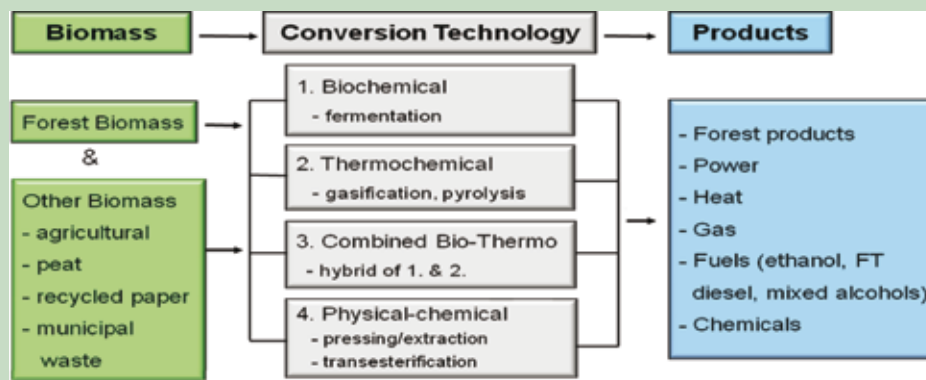 Biomass
Conversion Technology
Products
Forest Biomass
&
Other Biomass
- agricultural
- peat
- recycled paper
- municipal
waste
1. Biochemical
- fermentation
2. Thermochemical
- gasification, pyrolysis
3. Combined Bio-Thermo
- hybrid of 1. & 2.
4. Physical-chemical
- pressing/extraction
- transesterification
- Forest products
- Power
- Heat
- Gas
- Fuels (ethanol, FT
diesel, mixed alcohols)
- Chemicals